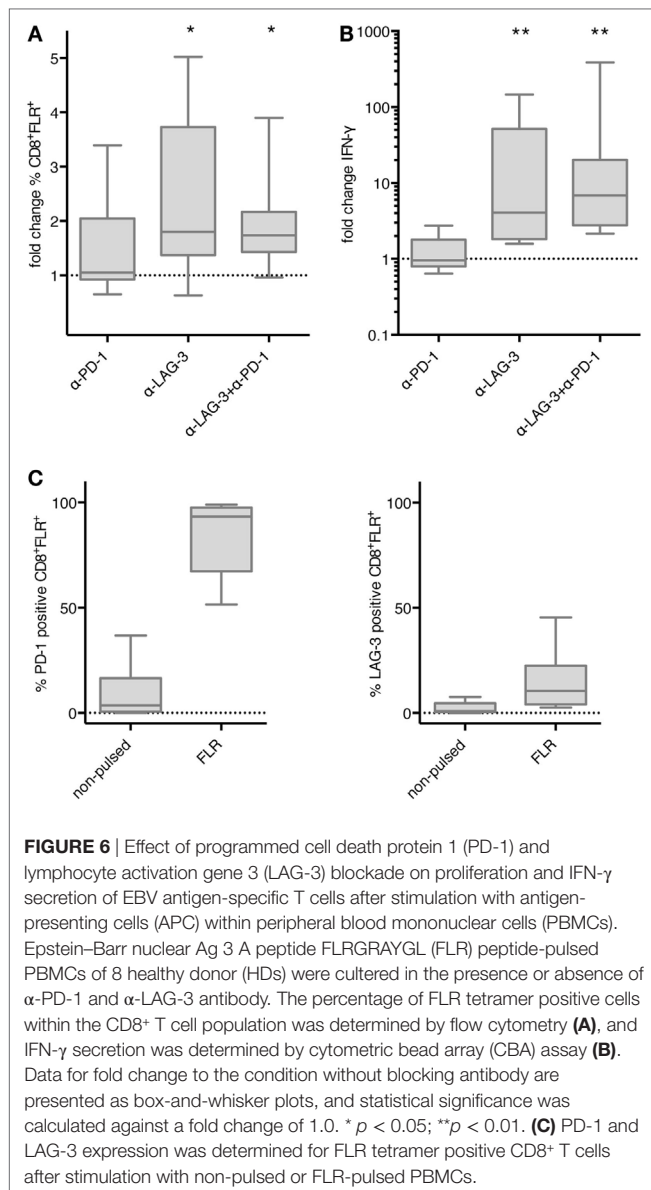 A
* *
fold change % CD8⁺FLR⁺
5
4
3
2
1
α-PD-1
α-LAG-3
α-LAG-3+α-PD-1
B
** **
fold change IFN-γ
1000
100
10
1
0.1
α-PD-1
α-LAG-3
α-LAG-3+α-PD-1
C
% PD-1 positive CD8⁺FLR⁺
100
50
0
non-pulsed
FLR
% LAG-3 positive CD8⁺FLR⁺
100
50
0
non-pulsed
FLR
FIGURE 6 | Effect of programmed cell death protein 1 (PD-1) and
lymphocyte activation gene 3 (LAG-3) blockade on proliferation and IFN-γ
secretion of EBV antigen-specific T cells after stimulation with antigen-
presenting cells (APC) within peripheral blood mononuclear cells (PBMCs).
Epstein–Barr nuclear Ag 3 A peptide FLRGRAYGL (FLR) peptide-pulsed
PBMCs of 8 healthy donor (HDs) were cultured in the presence or absence of
α-PD-1 and α-LAG-3 antibody. The percentage of FLR tetramer positive cells
within the CD8⁺ T cell population was determined by flow cytometry (A), and
IFN-γ secretion was determined by cytometric bead array (CBA) assay (B).
Data for fold change to the condition without blocking antibody are
presented as box-and-whisker plots, and statistical significance was
calculated against a fold change of 1.0. * p < 0.05; **p < 0.01. (C) PD-1 and
LAG-3 expression was determined for FLR tetramer positive CD8⁺ T cells
after stimulation with non-pulsed or FLR-pulsed PBMCs.